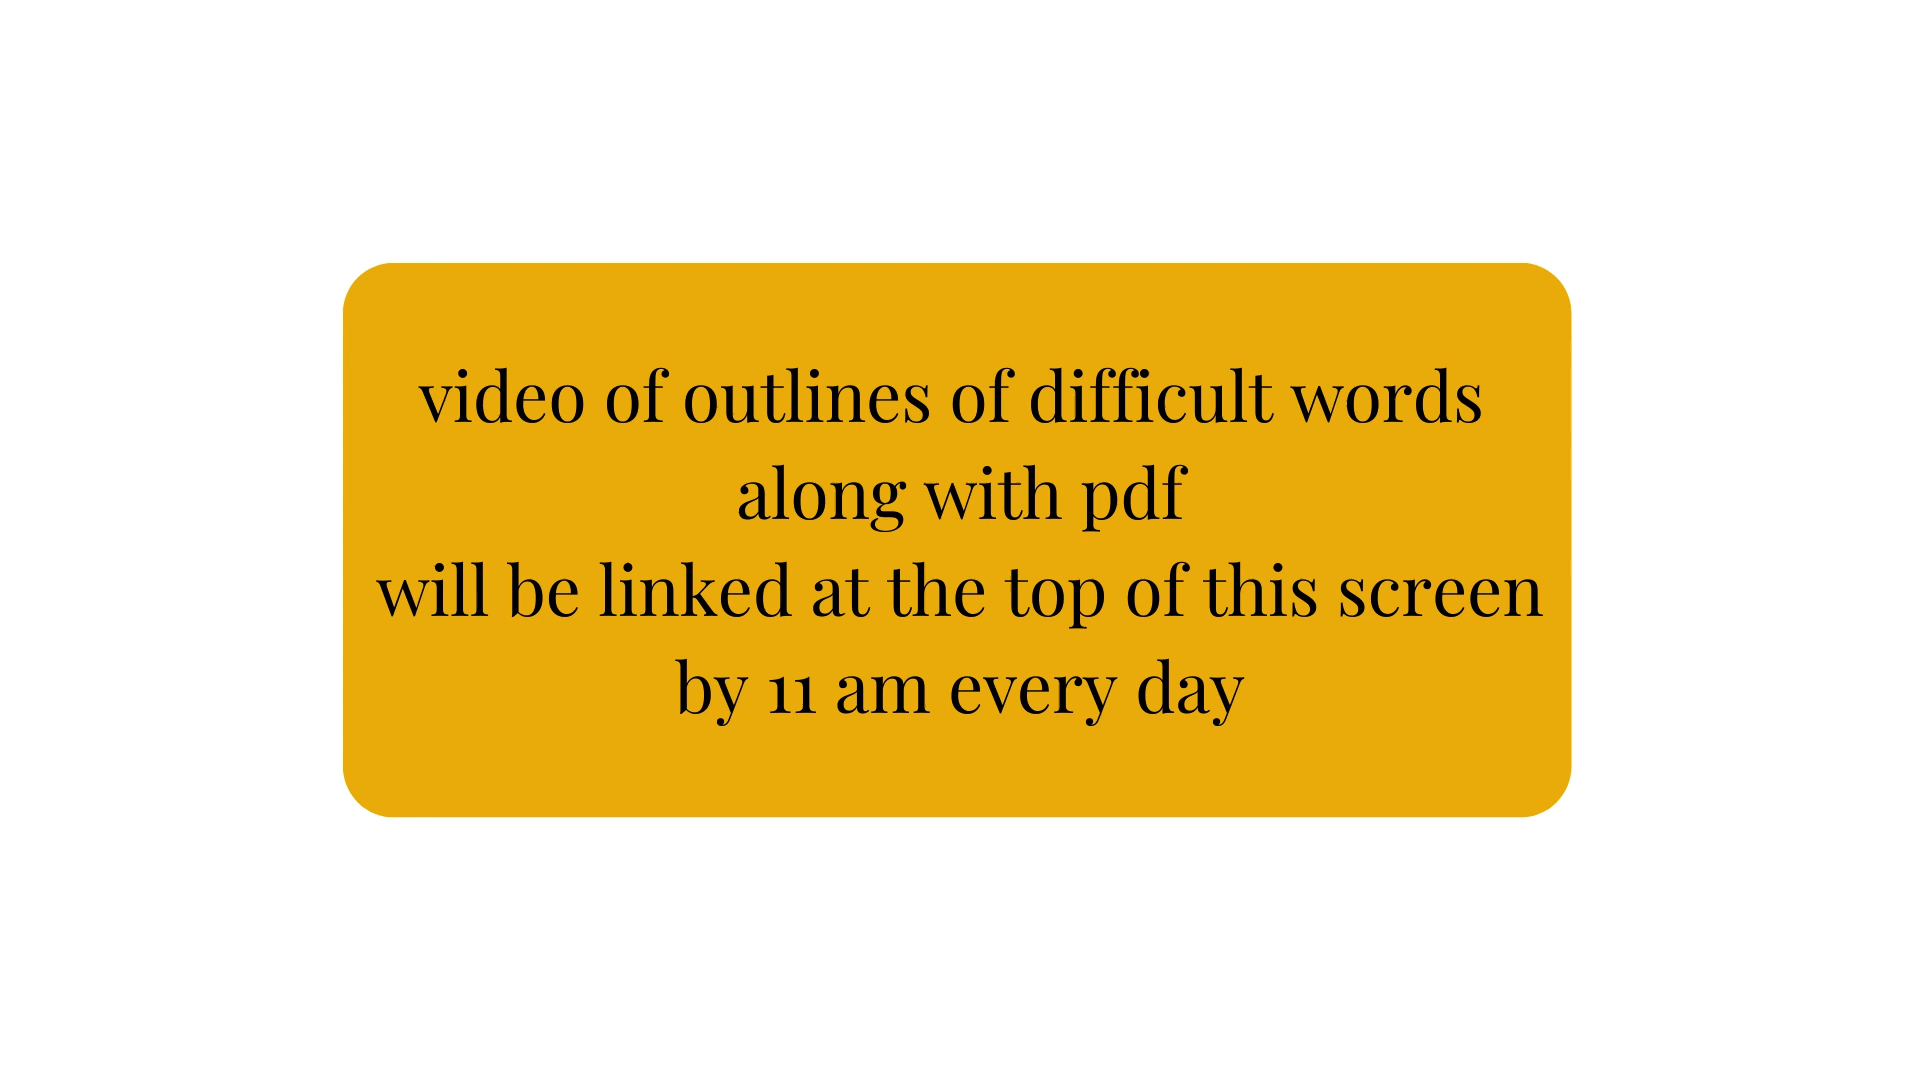 video of outlines of difficult words
along with pdf
will be linked at the top of this screen
by 11 am every day